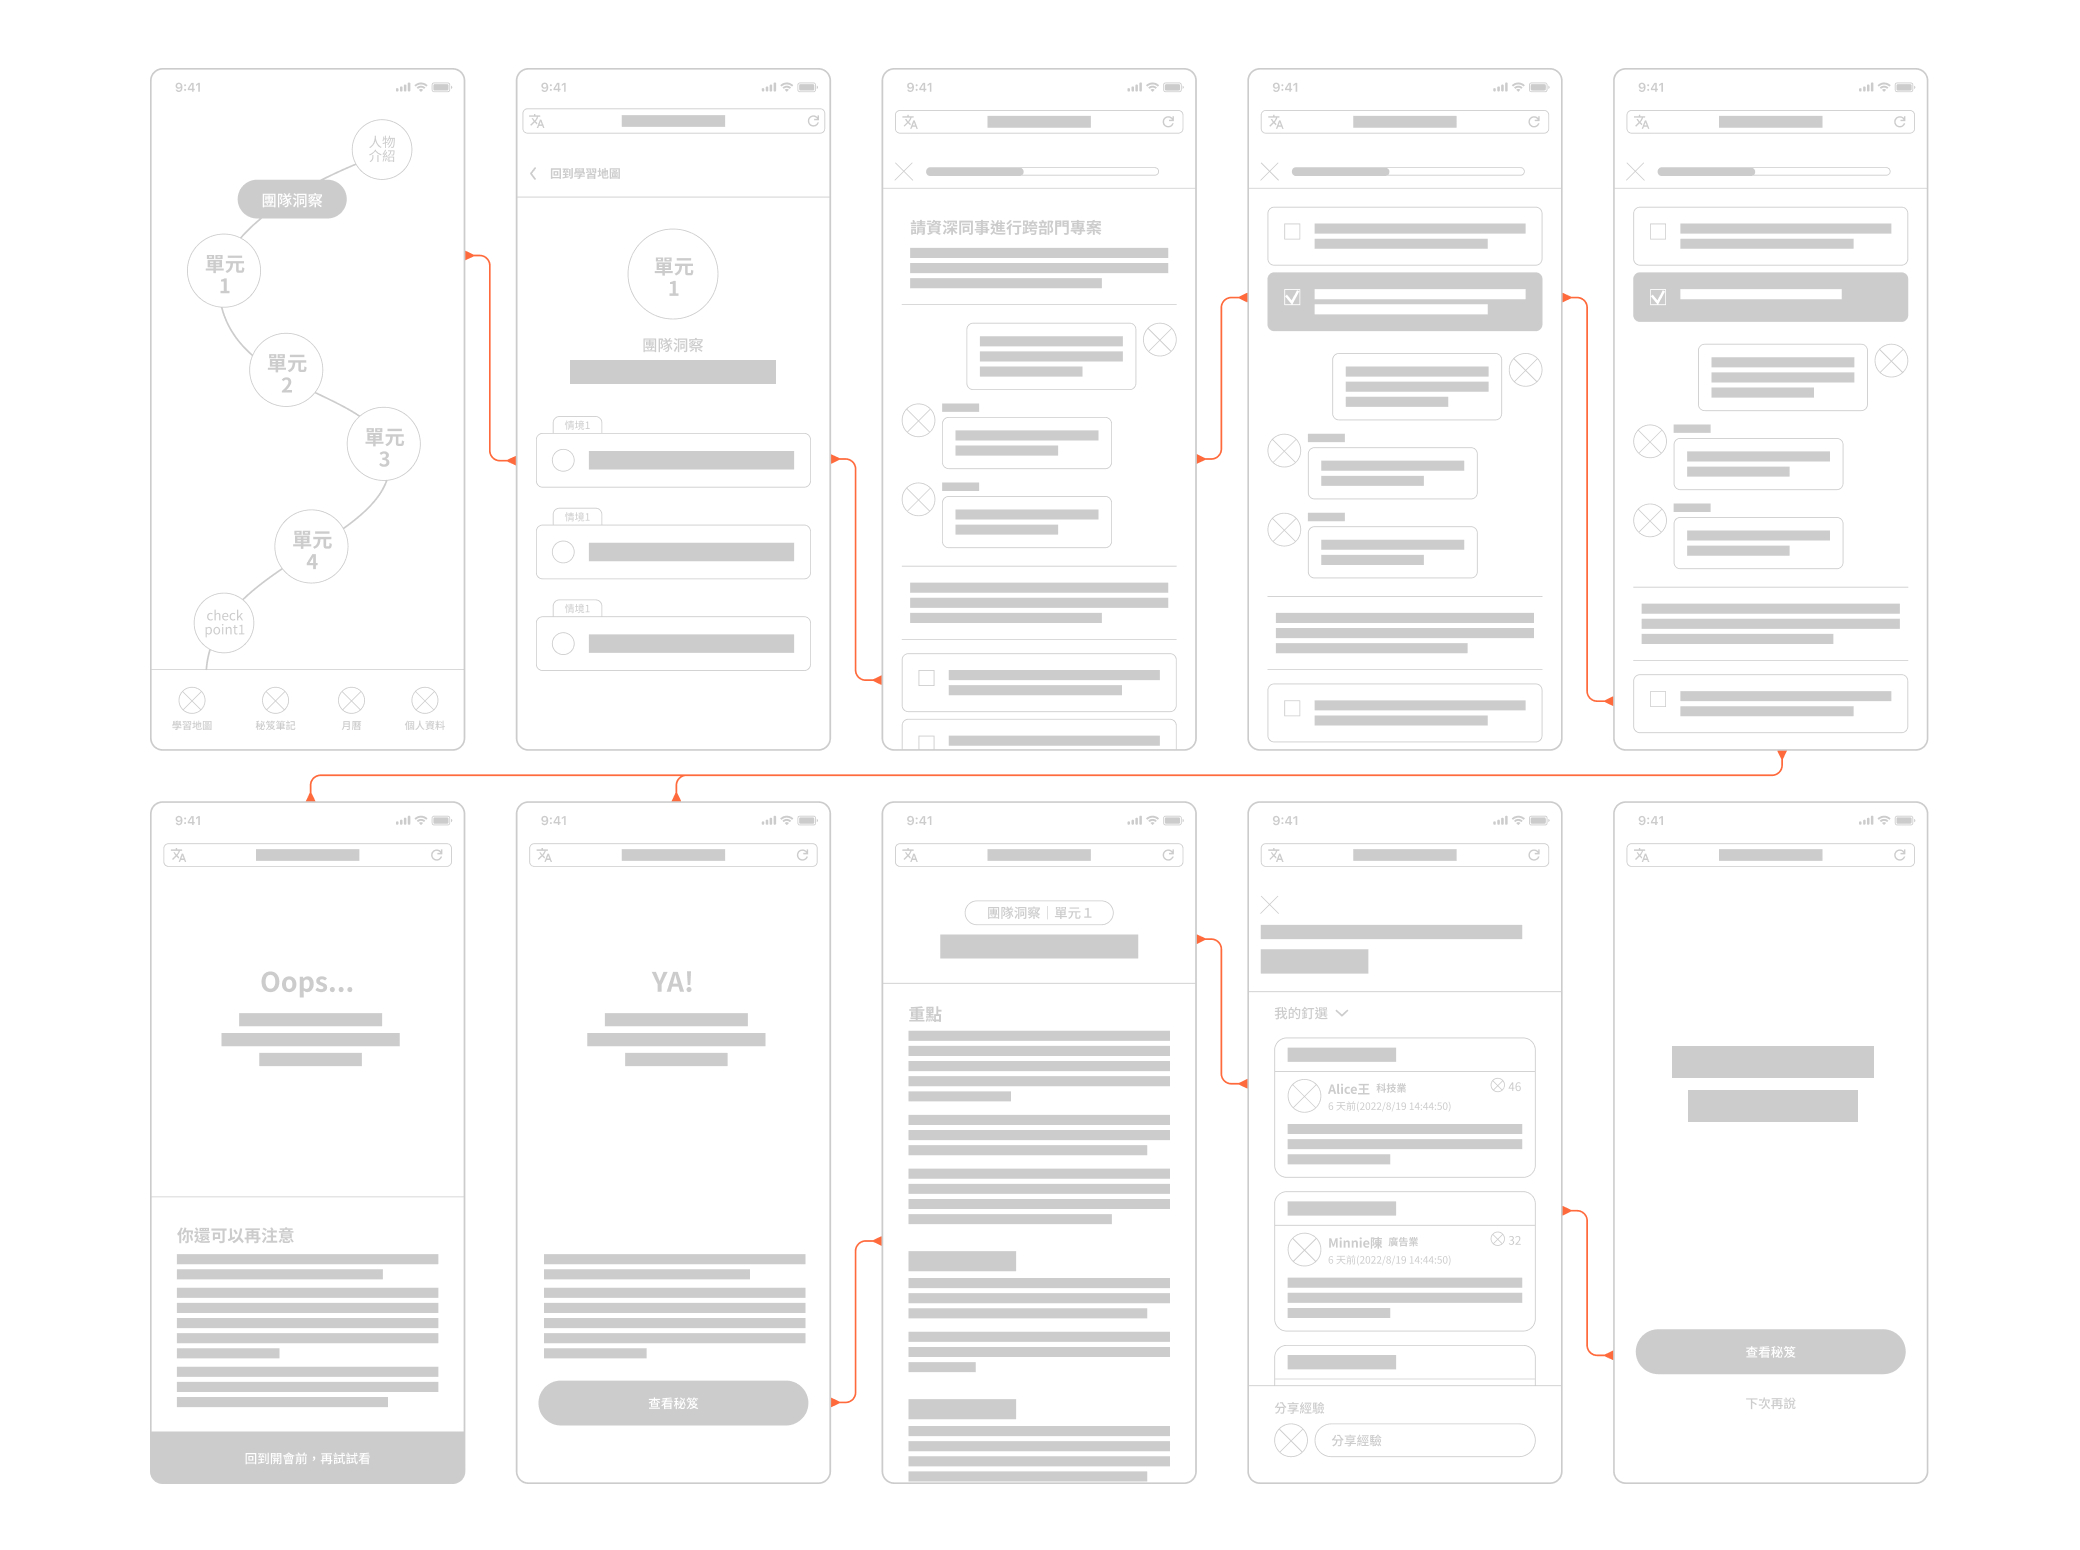 9:41
人物
介紹
團隊洞察
單元
1
單元
2
單元
3
單元
4
check
point1
學習地圖
秘笈筆記
月曆
個人資料
9:41
回到學習地圖
單元
1
團隊洞察
情境1
情境1
情境1
9:41
請資深同事進行跨部門專案
9:41
9:41
9:41
Oops...
你還可以再注意
回到開會前，再試試看
9:41
YA!
查看秘笈
9:41
團隊洞察｜單元 1
重點
9:41
我的釘選
Alice王 科技業
46
6 天前(2022/8/19 14:44:50)
Minnie陳 廣告業
32
6 天前(2022/8/19 14:44:50)
分享經驗
分享經驗
9:41
查看秘笈
下次再說